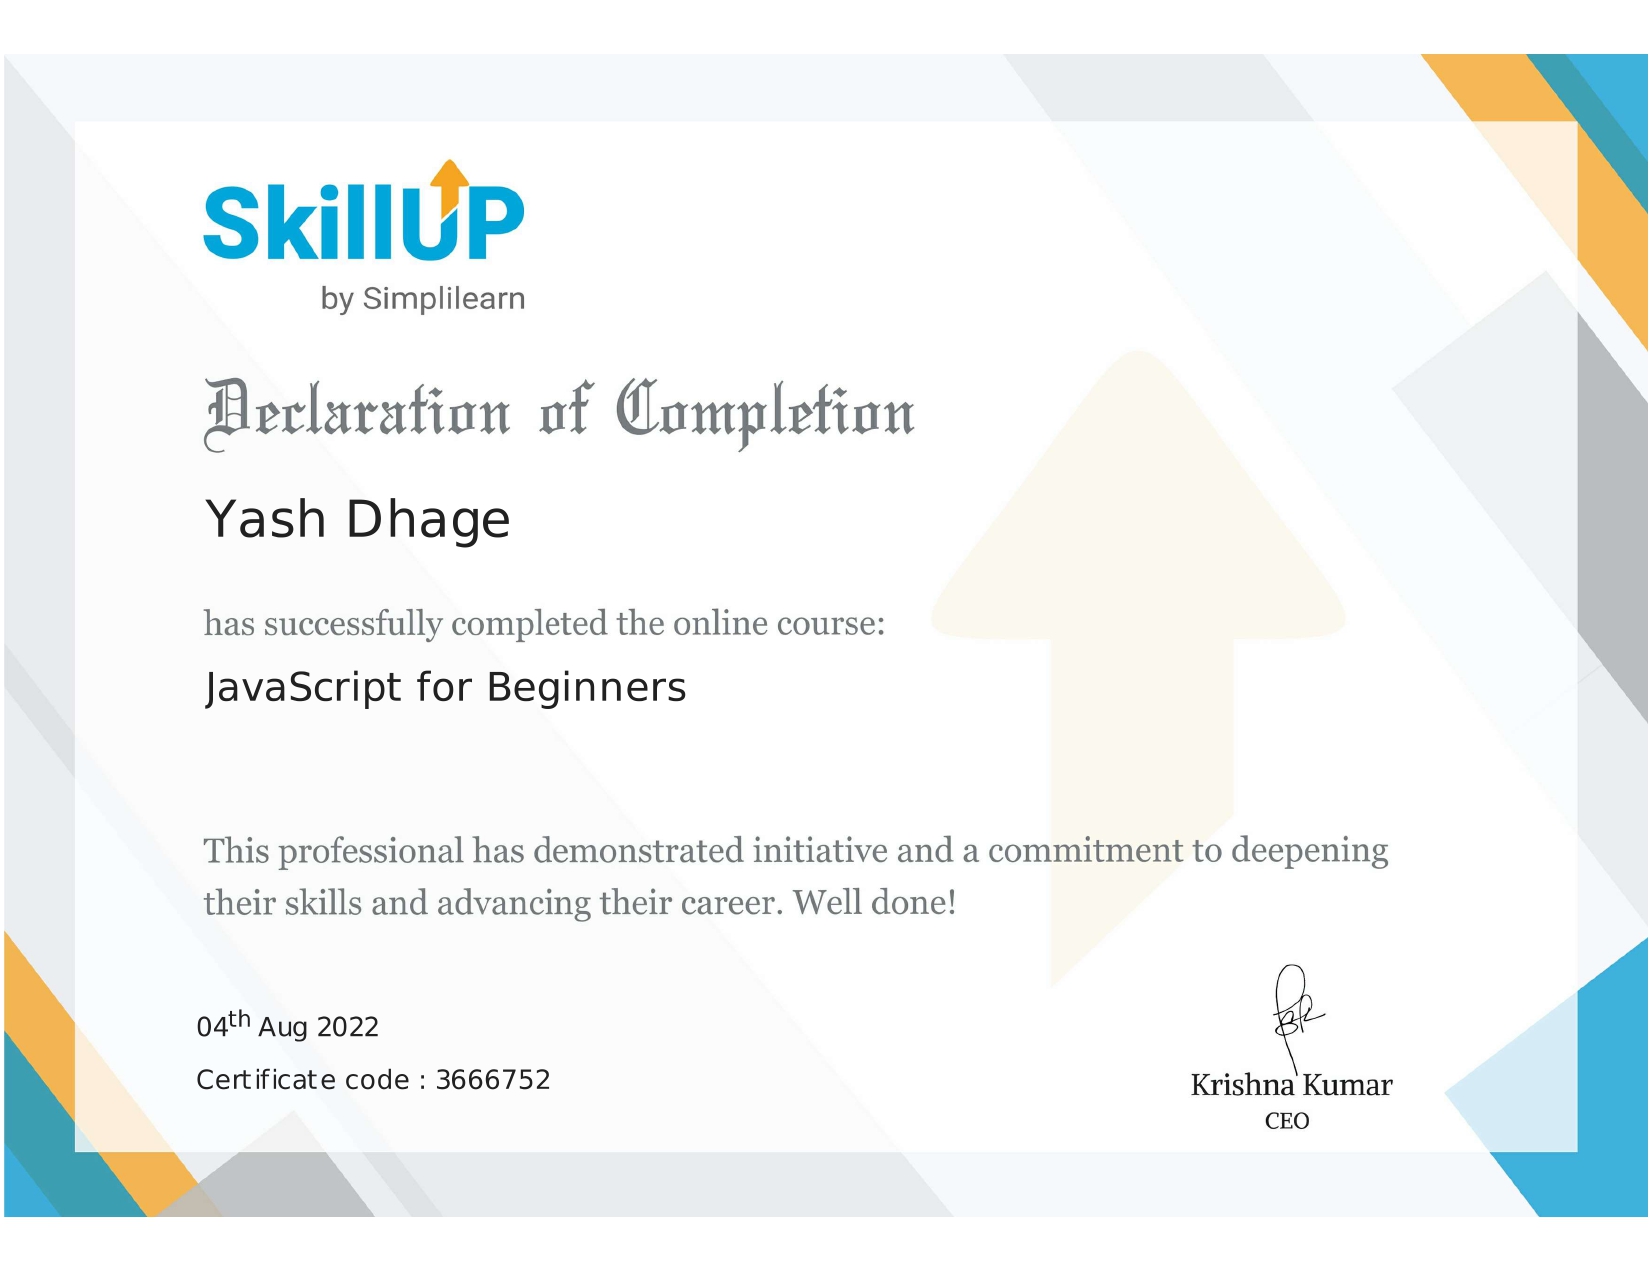 SkillUP
by Simplilearn
Declaration of Completion
Yash Dhage
has successfully completed the online course:
JavaScript for Beginners
This professional has demonstrated initiative and a commitment to deepening
their skills and advancing their career. Well done!
04th Aug 2022
Certificate code : 3666752
Krishna Kumar
CEO